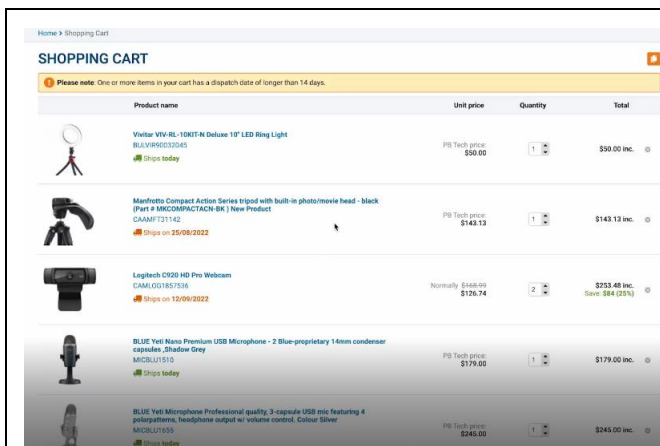 Home > Shopping Cart
SHOPPING CART
Please note: One or more items in your cart has a dispatch date of longer than 14 days.
Product name Unit price Quantity Total
Vivitar VIV-RL-10KIT-N Deluxe 10" LED Ring Light
BULVIR90032045
Ships today
PB Tech price:
$50.00
1
$50.00 inc.
Manfrotto Compact Action Series tripod with built-in photo/movie head - black
(Part # MKCOMPACTACN-BK ) New Product
CAAMFT31142
Ships on 25/08/2022
PB Tech price:
$143.13
1
$143.13 inc.
Logitech C920 HD Pro Webcam
CAMLOG1857536
Ships on 12/09/2022
Normally $168.99
$126.74
2
$253.48 inc.
Save: $84 (25%)
BLUE Yeti Nano Premium USB Microphone - 2 Blue-proprietary 14mm condenser
capsules ,Shadow Grey
MICBLU1510
Ships today
PB Tech price:
$179.00
1
$179.00 inc.
BLUE Yeti Microphone Professional quality, 3-capsule USB mic featuring 4
polarpatterns, headphone output w/ volume control. Colour Silver
MICBLU1655
Ships today
PB Tech price:
$245.00
1
$245.00 inc.